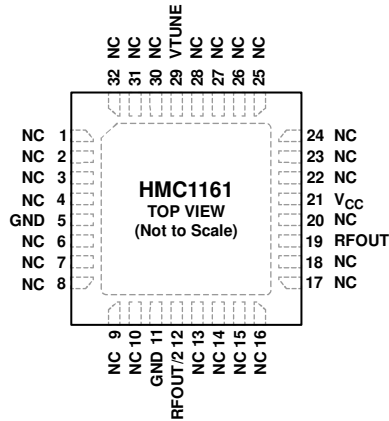 32 NC
31 NC
30 NC
29 VTUNE
28 NC
27 NC
26 NC
25 NC
NC 1
NC 2
NC 3
NC 4
GND 5
NC 6
NC 7
NC 8
HMC1161
TOP VIEW
(Not to Scale)
24 NC
23 NC
22 NC
21 VCC
20 NC
19 RFOUT
18 NC
17 NC
NC 9
NC 10
GND 11
RFOUT/2 12
NC 13
NC 14
NC 15
NC 16